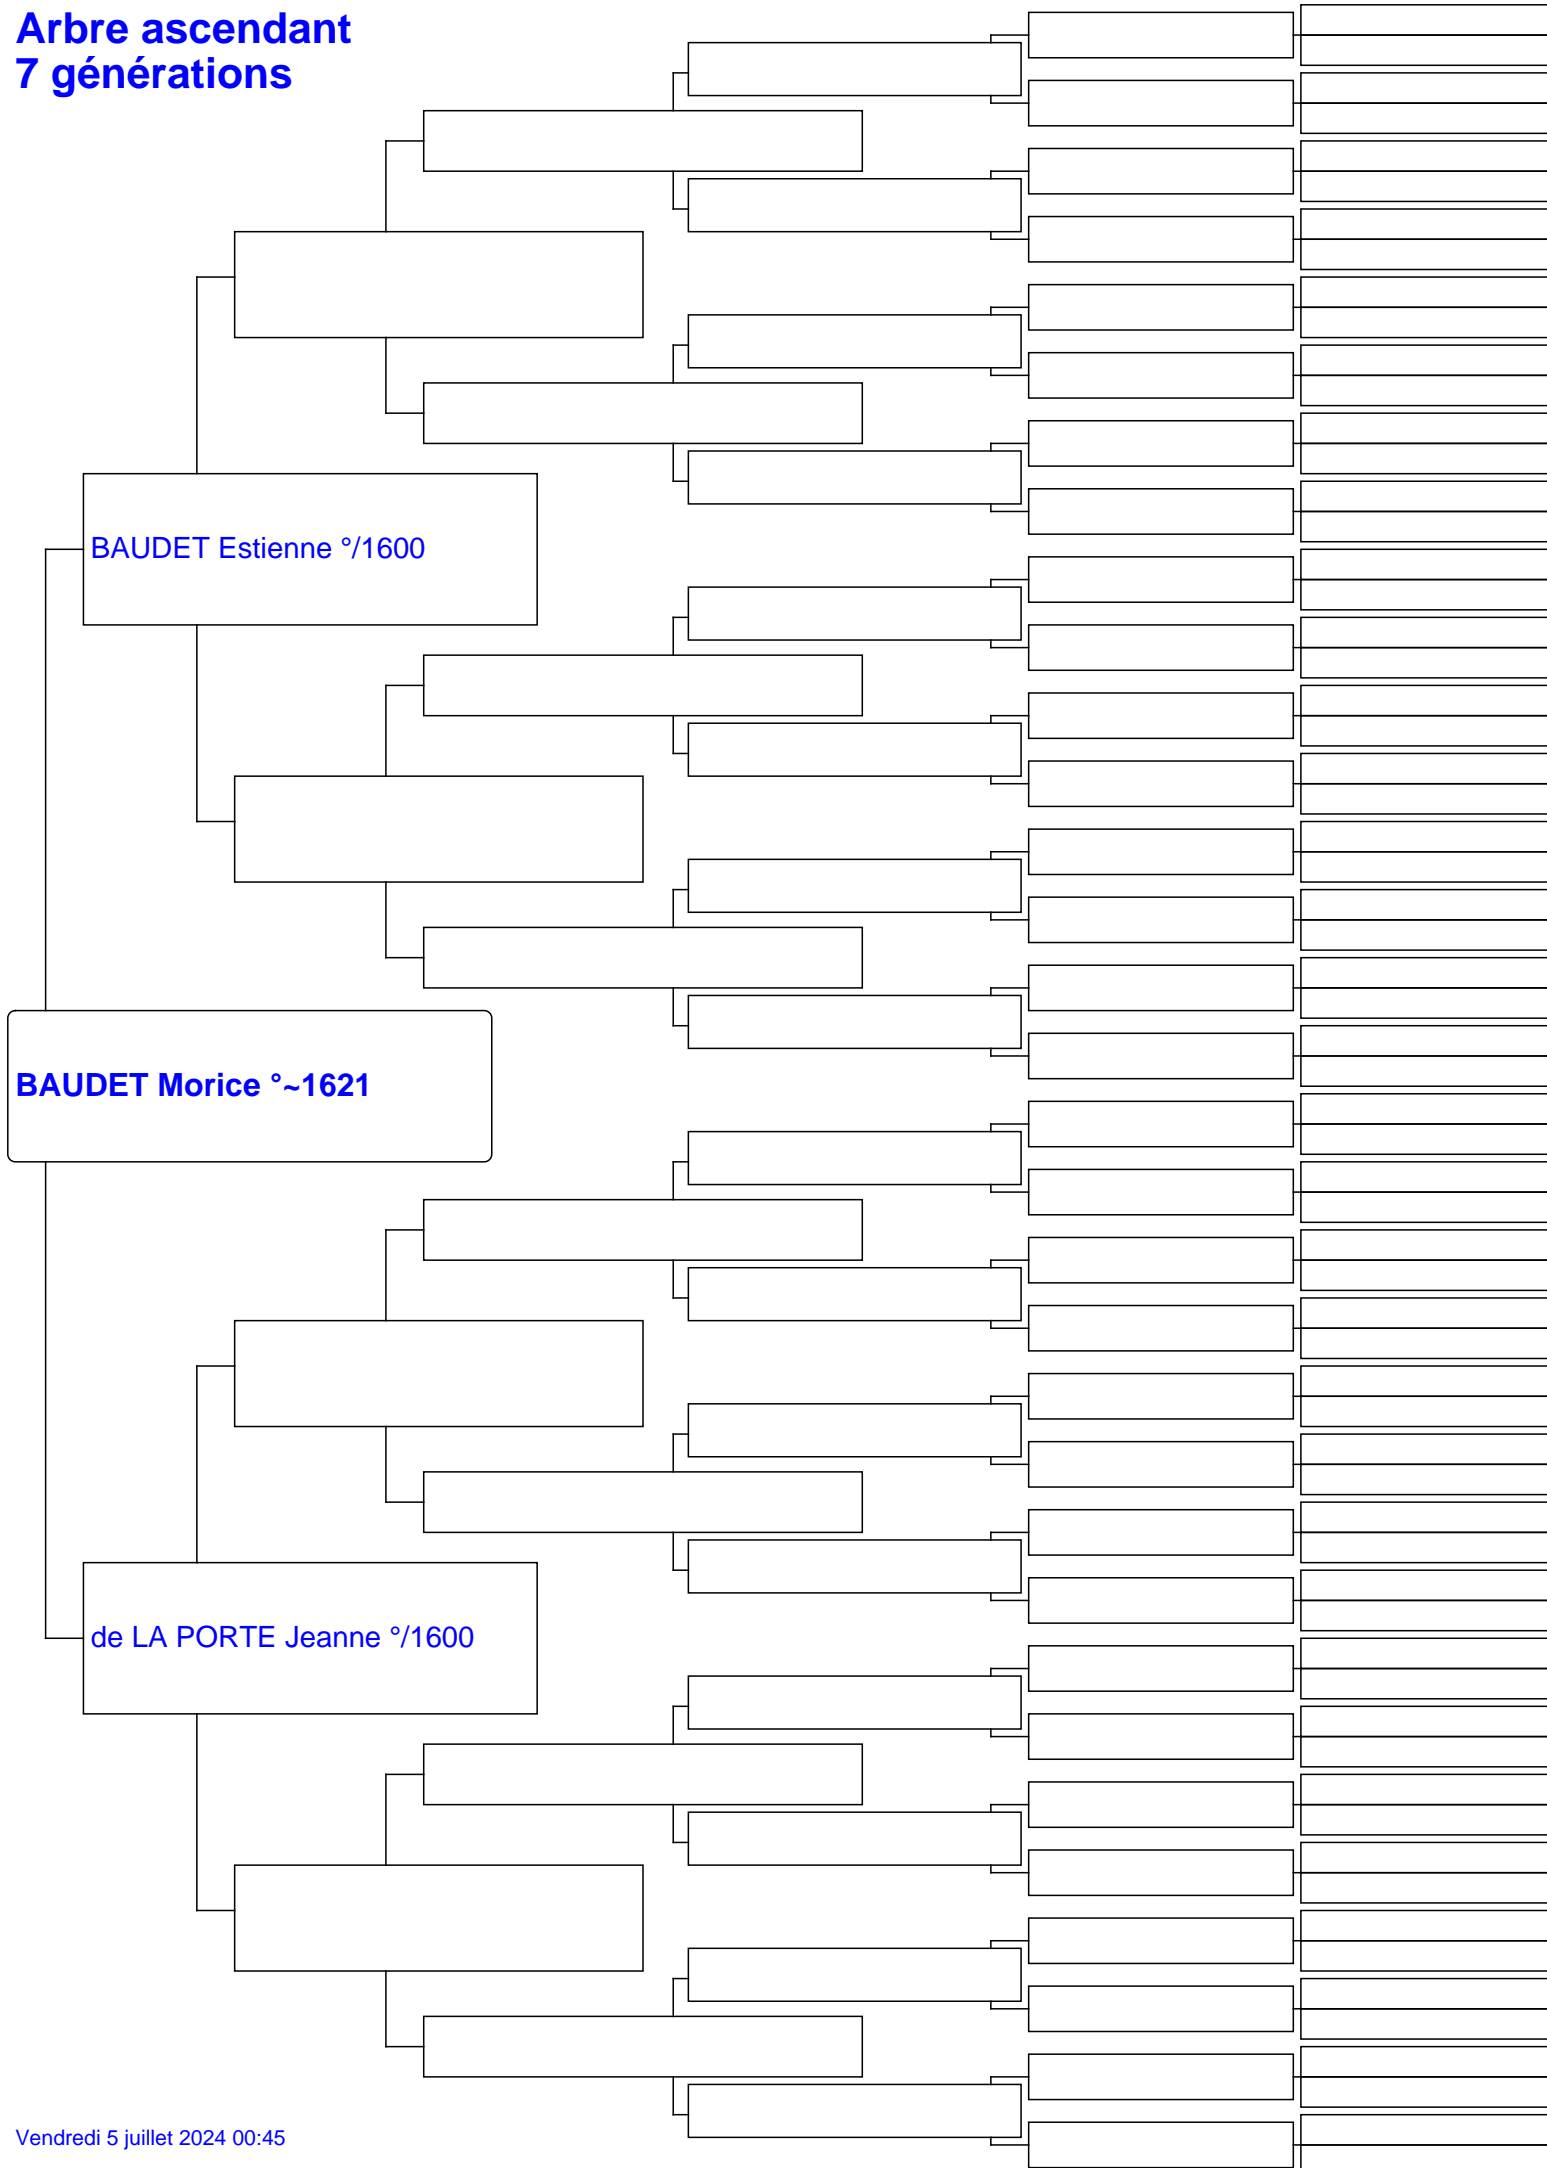 Arbre ascendant
7 générations
BAUDET Estienne °/1600
BAUDET Morice °~1621
de LA PORTE Jeanne °/1600
Vendredi 5 juillet 2024 00:45